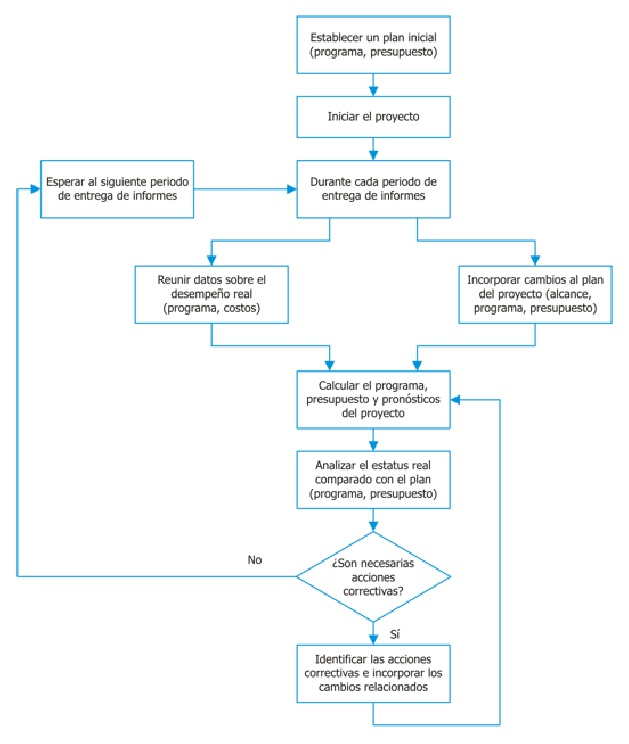 Establecer un plan inicial
(programa, presupuesto)
Iniciar el proyecto
Esperar al siguiente periodo
de entrega de informes
Durante cada periodo de
entrega de informes
Reunir datos sobre el
desempeño real
(programa, costos)
Incorporar cambios al plan
del proyecto (alcance,
programa, presupuesto)
Calcular el programa,
presupuesto y pronósticos
del proyecto
Analizar el estatus real
comparado con el plan
(programa, presupuesto)
No
¿Son necesarias
acciones
correctivas?
Sí
Identificar las acciones
correctivas e incorporar los
cambios relacionados